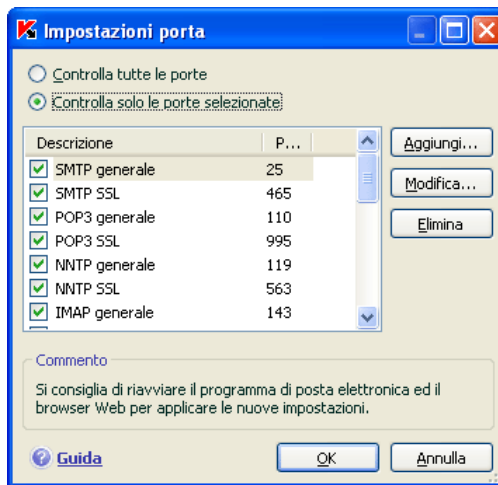 Impostazioni porta
Controlla tutte le porte
Controlla solo le porte selezionate
Descrizione P...
SMTP generale 25
SMTP SSL 465
POP3 generale 110
POP3 SSL 995
NNTP generale 119
NNTP SSL 563
IMAP generale 143
Aggiungi...
Modifica...
Elimina
Commento
Si consiglia di riavviare il programma di posta elettronica ed il
browser Web per applicare le nuove impostazioni.
Guida
OK
Annulla